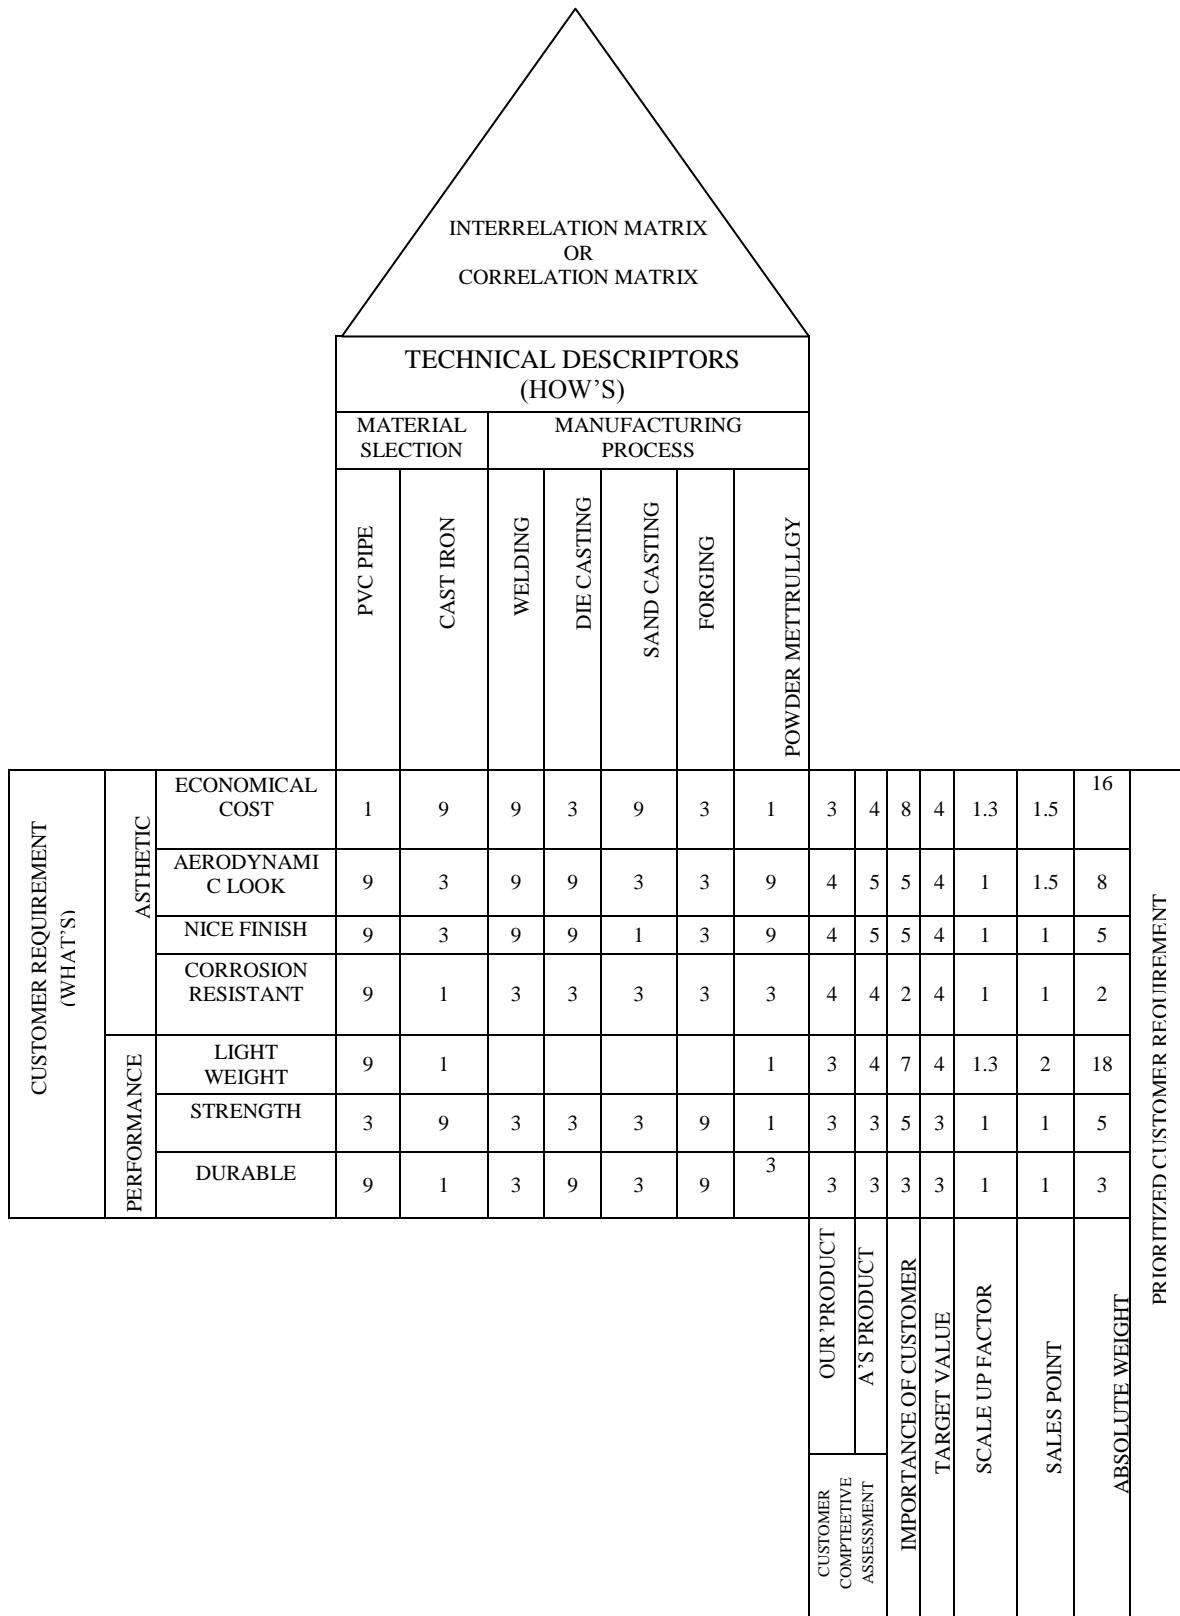 INTERRELATION MATRIX
OR
CORRELATION MATRIX
TECHNICAL DESCRIPTORS
(HOW'S)
MATERIAL
SLECTION
MANUFACTURING
PROCESS
PVC PIPE
CAST IRON
WELDING
DIE CASTING
SAND CASTING
FORGING
POWDER METTRULLGY
CUSTOMER REQUIREMENT
(WHAT'S)
ASTHETIC
ECONOMICAL
COST
1 9 9 3 9 3 1 3 4 8 4 1.3 1.5 16
AERODYNAMI
C LOOK
9 3 9 9 3 3 9 4 5 5 4 1 1.5 8
NICE FINISH 9 3 9 9 1 3 9 4 5 5 4 1 1 5
CORROSION
RESISTANT
9 1 3 3 3 3 3 4 4 2 4 1 1 2
PERFORMANCE
LIGHT
WEIGHT
9 1 1 3 4 7 4 1.3 2 18
STRENGTH 3 9 3 3 3 9 1 3 3 5 3 1 1 5
DURABLE 9 1 3 9 3 9 3 3 3 3 3 1 1 3
PRIORITIZED CUSTOMER REQUIREMENT
OUR'PRODUCT
A'S PRODUCT
CUSTOMER
COMPTEETIVE
ASSESSMENT
IMPORTANCE OF CUSTOMER
TARGET VALUE
SCALE UP FACTOR
SALES POINT
ABSOLUTE WEIGHT